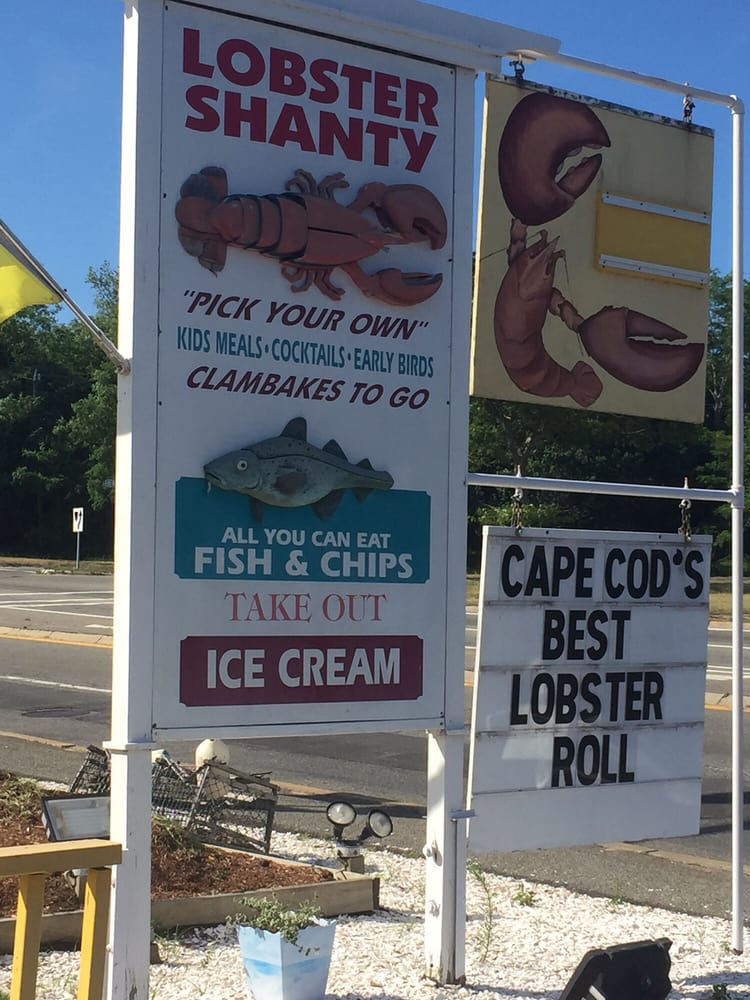 LOBSTER
SHANTY
"PICK YOUR OWN"
KIDS MEALS • COCKTAILS • EARLY BIRDS
CLAMBAKES TO GO
ALL YOU CAN EAT
FISH & CHIPS
TAKE OUT
ICE CREAM
CAPE COD'S
BEST
LOBSTER
ROLL